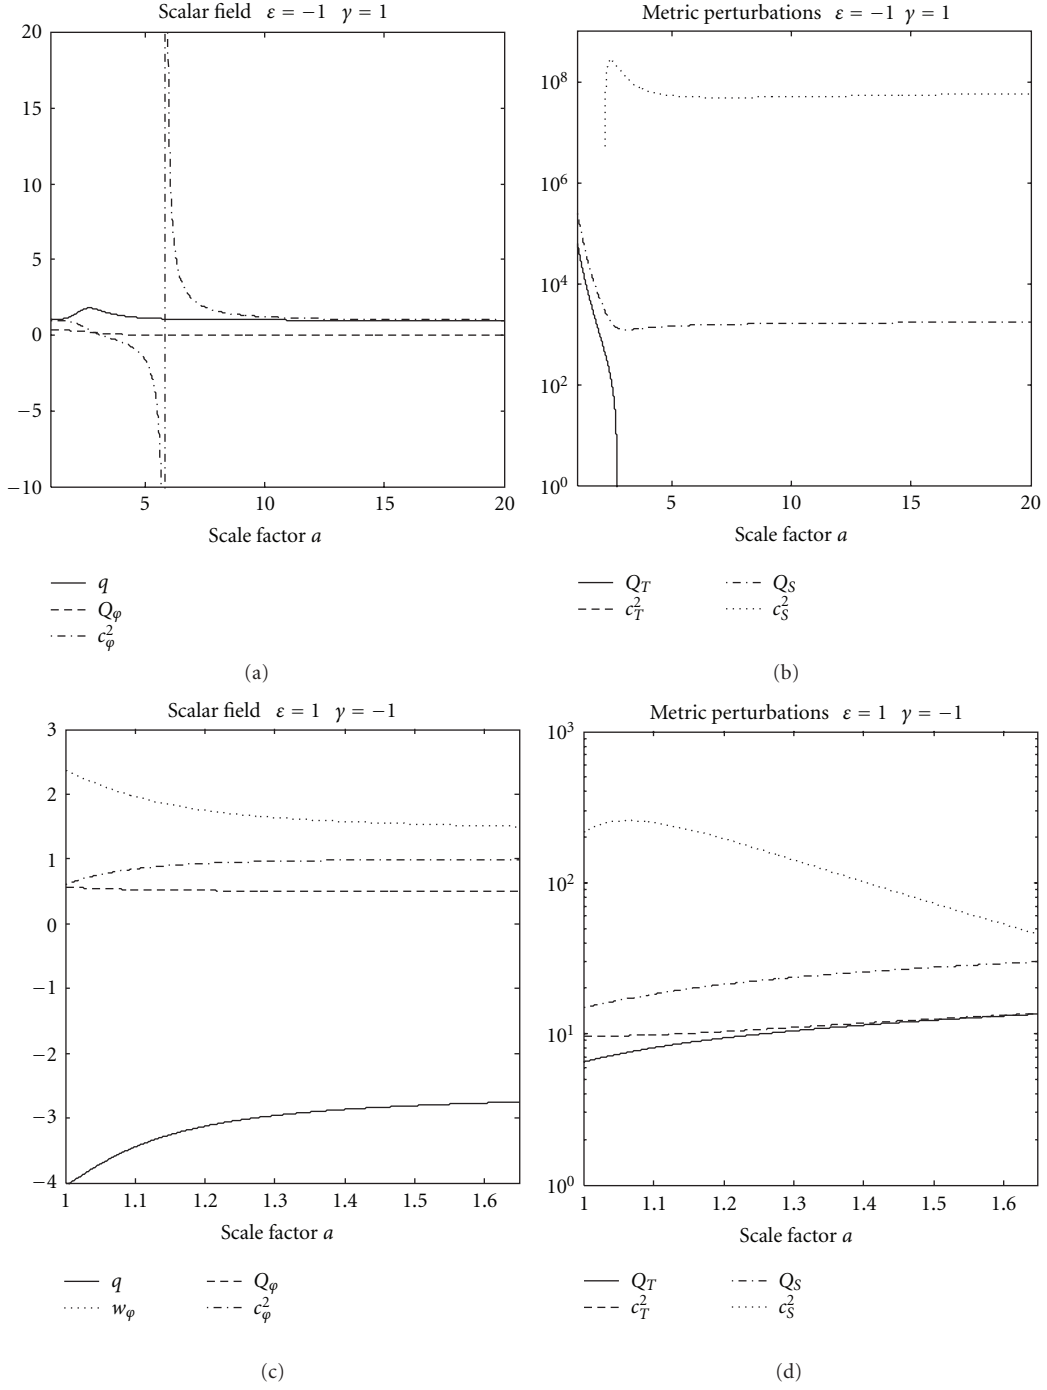 Scalar field ε = −1 γ = 1
20
15
10
5
0
−5
−10
5 10 15 20
Scale factor a
q
Q_φ
c_φ^2
(a)
Metric perturbations ε = −1 γ = 1
10^8
10^6
10^4
10^2
10^0
5 10 15 20
Scale factor a
Q_T Q_S
c_T^2 c_S^2
(b)
Scalar field ε = 1 γ = −1
3
2
1
0
−1
−2
−3
−4
1 1.1 1.2 1.3 1.4 1.5 1.6
Scale factor a
q Q_φ
w_φ c_φ^2
(c)
Metric perturbations ε = 1 γ = −1
10^3
10^2
10^1
10^0
1 1.1 1.2 1.3 1.4 1.5 1.6
Scale factor a
Q_T Q_S
c_T^2 c_S^2
(d)